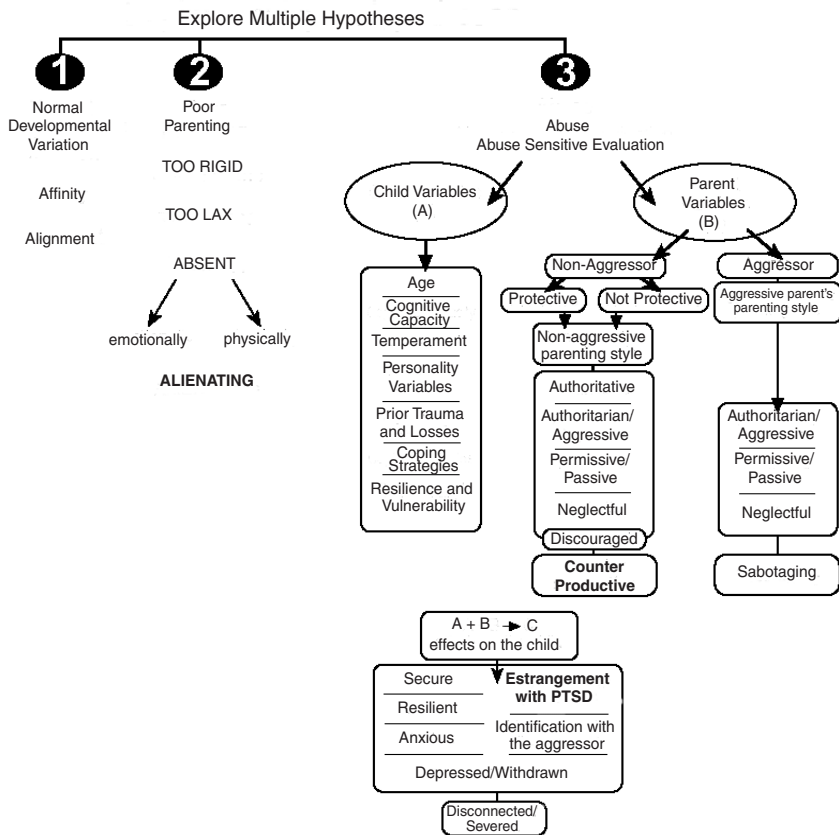 Explore Multiple Hypotheses
1
Normal
Developmental
Variation
Affinity
Alignment
2
Poor
Parenting
TOO RIGID
TOO LAX
ABSENT
emotionally
physically
ALIENATING
3
Abuse
Abuse Sensitive Evaluation
Child Variables
(A)
Age
Cognitive
Capacity
Temperament
Personality
Variables
Prior Trauma
and Losses
Coping
Strategies
Resilience and
Vulnerability
Parent
Variables
(B)
Non-Aggressor
Protective
Not Protective
Non-aggressive
parenting style
Authoritative
Authoritarian/
Aggressive
Permissive/
Passive
Neglectful
Discouraged
Counter
Productive
Aggressor
Aggressive parent's
parenting style
Authoritarian/
Aggressive
Permissive/
Passive
Neglectful
Sabotaging
A + B → C
effects on the child
Secure
Resilient
Anxious
Estrangement
with PTSD
Identification with
the aggressor
Depressed/Withdrawn
Disconnected/
Severed